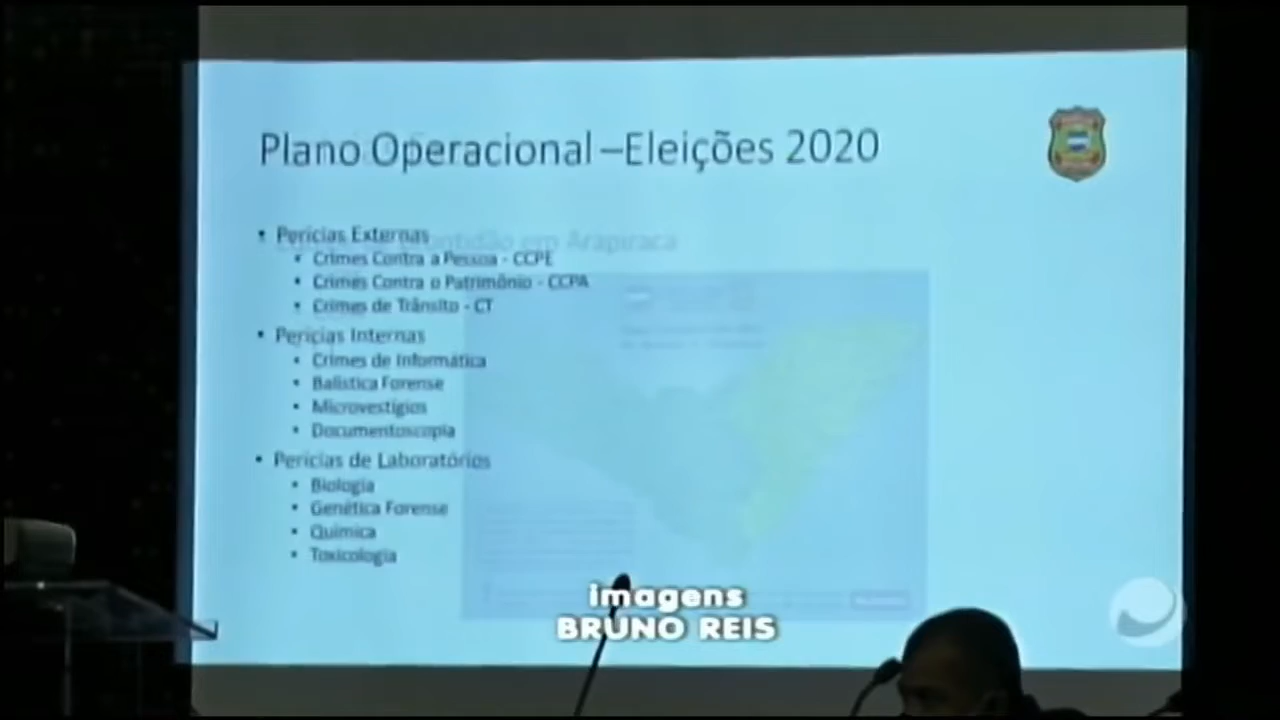 Plano Operacional –Eleições 2020
• Perícias Externas
• Crimes Contra a Pessoa - CCPE
• Crimes Contra o Patrimônio - CCPA
• Crimes de Trânsito - CT
• Perícias Internas
• Crimes de Informática
• Balística Forense
• Microvestígios
• Documentoscopia
• Perícias de Laboratórios
• Biologia
• Genética Forense
• Química
• Toxicologia
em Arapiraca
imagens
BRUNO REIS